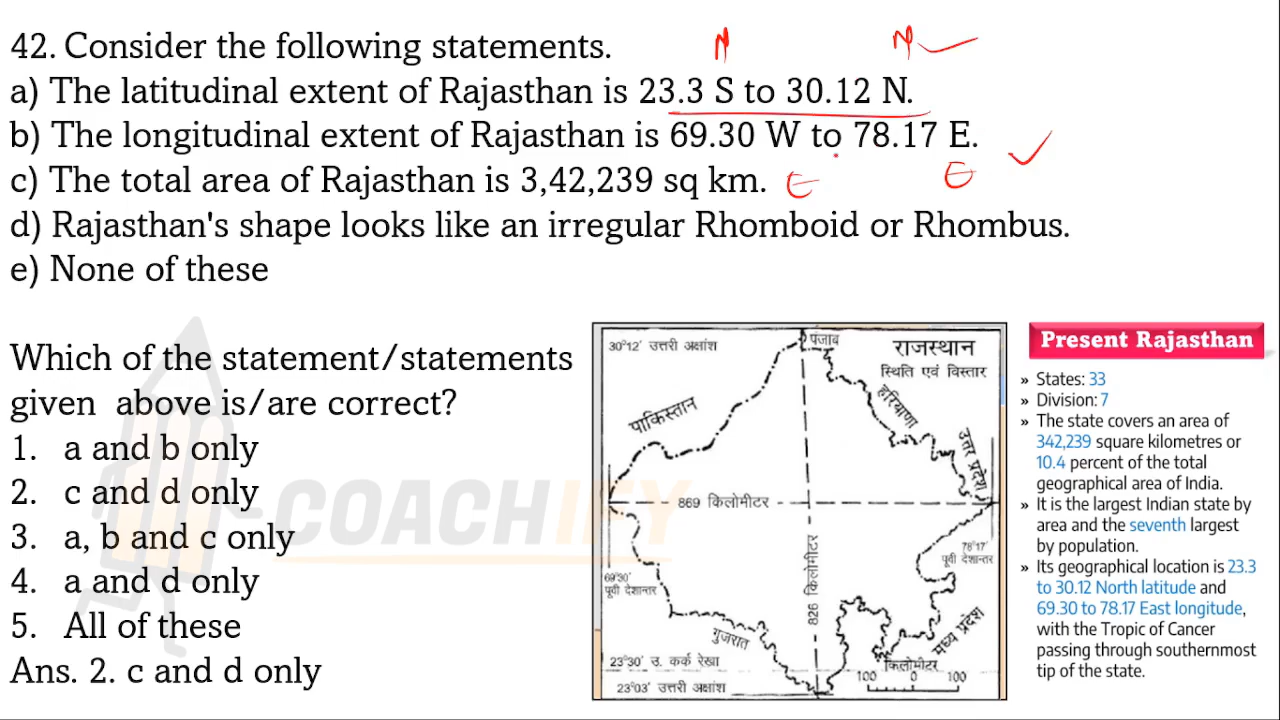 42. Consider the following statements.
N N
a) The latitudinal extent of Rajasthan is 23.3 S to 30.12 N.
b) The longitudinal extent of Rajasthan is 69.30 W to 78.17 E.
c) The total area of Rajasthan is 3,42,239 sq km.
E E
d) Rajasthan's shape looks like an irregular Rhomboid or Rhombus.
e) None of these
Which of the statement/statements
given above is/are correct?
1. a and b only
2. c and d only
3. a, b and c only
4. a and d only
5. All of these
Ans. 2. c and d only
COACHIFY
30°12' उत्तरी अक्षांश
पंजाब
राजस्थान
स्थिति एवं विस्तार
पाकिस्तान
हरियाणा
उत्तर प्रदेश
869 किलोमीटर
826 किलोमीटर
78°17'
पूर्वी देशान्तर
69°30'
पूर्वी देशान्तर
गुजरात
मध्य प्रदेश
23°30' उ. कर्क रेखा
23°03' उत्तरी अक्षांश
किलोमीटर
100 0 100
Present Rajasthan
» States: 33
» Division: 7
» The state covers an area of
342,239 square kilometres or
10.4 percent of the total
geographical area of India.
» It is the largest Indian state by
area and the seventh largest
by population.
» Its geographical location is 23.3
to 30.12 North latitude and
69.30 to 78.17 East longitude,
with the Tropic of Cancer
passing through southernmost
tip of the state.